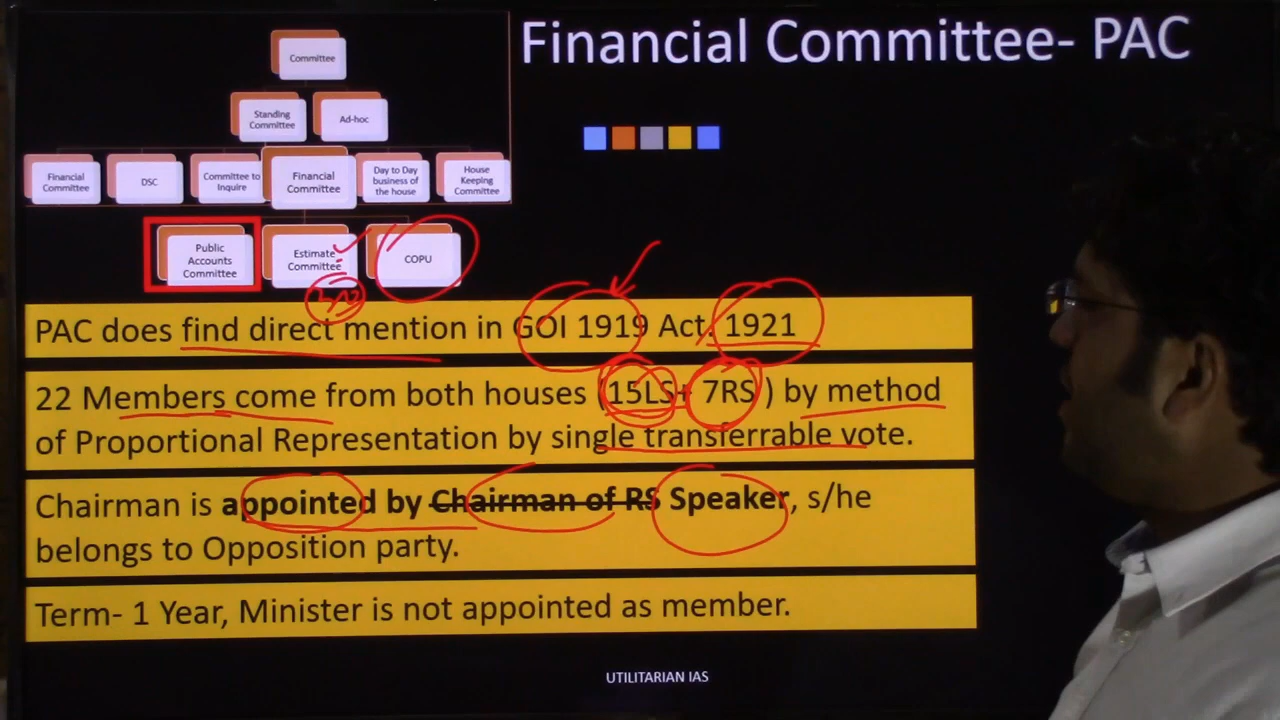 Financial Committee- PAC
Committee
Standing
Committee
Ad-hoc
Financial
Committee
DSC
Committee to
Inquire
Financial
Committee
Day to Day
business of
the house
House
Keeping
Committee
Public
Accounts
Committee
Estimate
Committee
COPU
PAC does find direct mention in GOI 1919 Act. 1921
22 Members come from both houses (15LS+ 7RS ) by method
of Proportional Representation by single transferrable vote.
Chairman is appointed by Chairman of RS Speaker, s/he
belongs to Opposition party.
Term- 1 Year, Minister is not appointed as member.
UTILITARIAN IAS